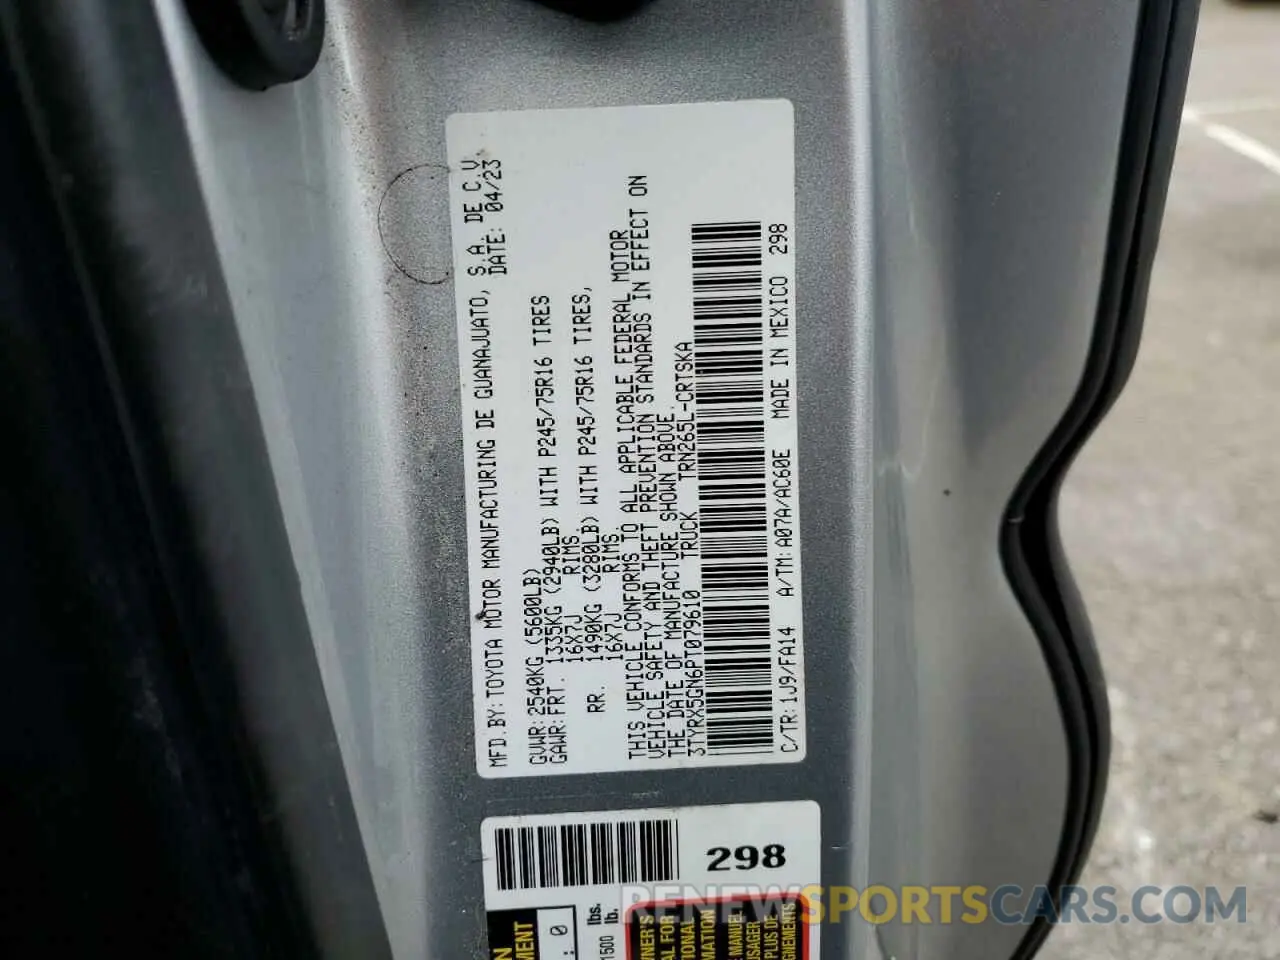 MFD.BY: TOYOTA MOTOR MANUFACTURING DE GUANAJUATO, S.A. DE C.V.
DATE: 04/23
GVWR: 2540KG (5600LB)
GAWR: FRT. 1335KG (2940LB) WITH P245/75R16 TIRES
16X7J RIMS.
RR. 1490KG (3280LB) WITH P245/75R16 TIRES,
16X7J RIMS.
THIS VEHICLE CONFORMS TO ALL APPLICABLE FEDERAL MOTOR
VEHICLE SAFETY AND THEFT PREVENTION STANDARDS IN EFFECT ON
THE DATE OF MANUFACTURE SHOWN ABOVE.
3TYRX5GN6PT079610 TRUCK TRN265L-CRTSKA
C/TR: 1J9/FA14 A/TM: A07A/AC60E MADE IN MEXICO 298
298
1500 lbs.
lb.
RENEWSPORTSCARS.COM